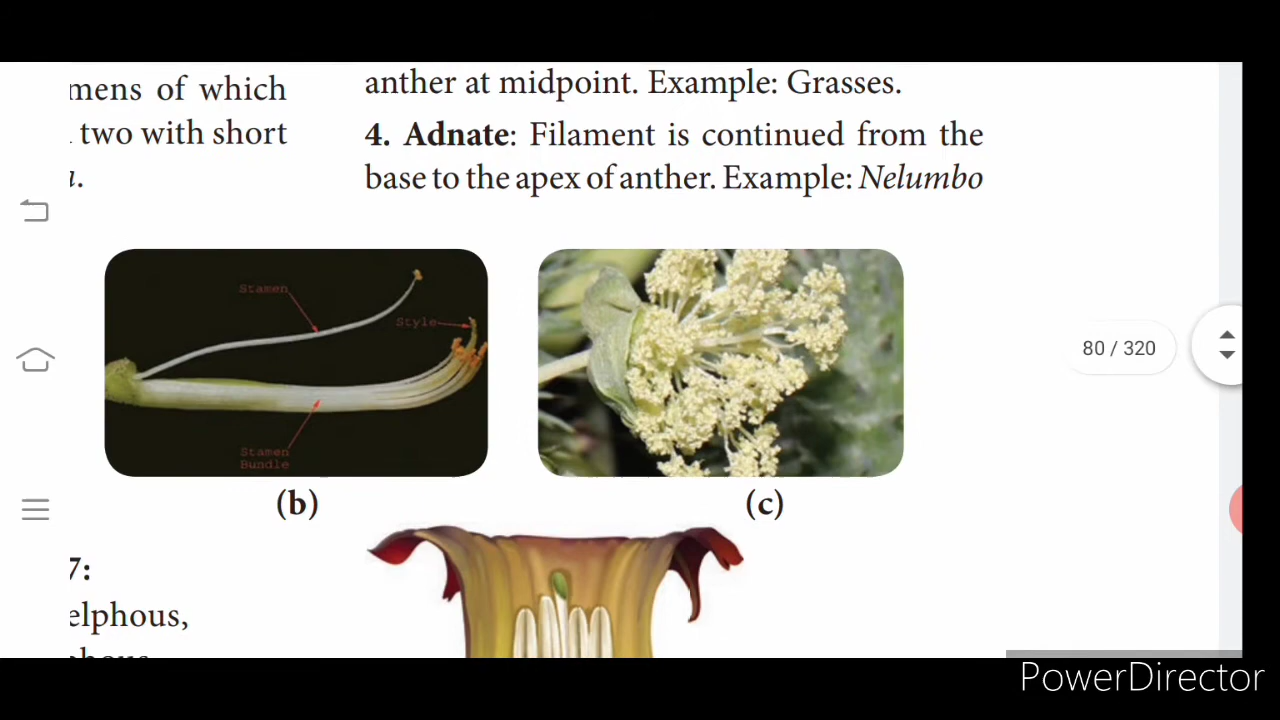 mens of which
two with short
anther at midpoint. Example: Grasses.
4. Adnate: Filament is continued from the
base to the apex of anther. Example: Nelumbo
Stamen
Style
Stamen
Bundle
(b)
(c)
80 / 320
7:
elphous,
PowerDirector